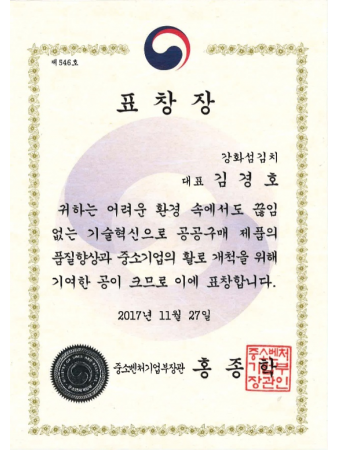 제 546 호
표 창 장
강화섬김치
대표 김 경 호
귀하는 어려운 환경 속에서도 끊임
없는 기술혁신으로 공공구매 제품의
품질향상과 중소기업의 활로 개척을 위해
기여한 공이 크므로 이에 표창합니다.
2017년 11월 27일
중소벤처기업부장관 홍 종 학
중소벤처
기업부
장관인